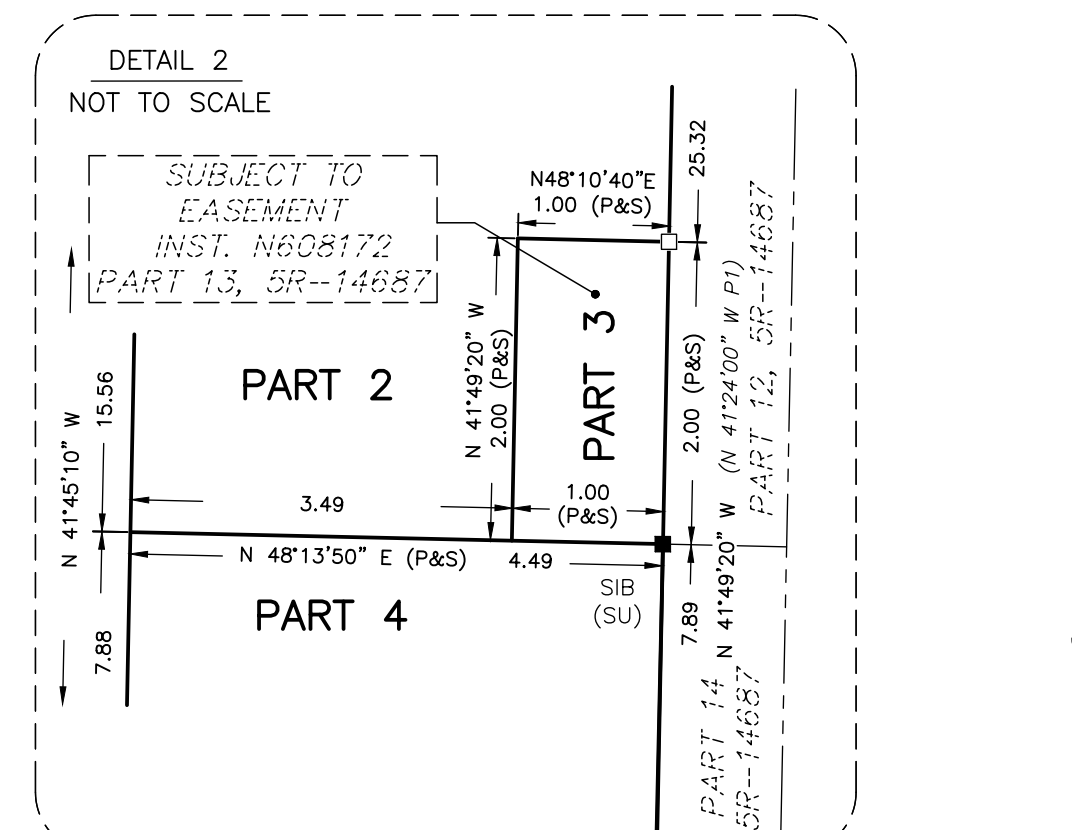 DETAIL 2
NOT TO SCALE
SUBJECT TO
EASEMENT
INST. N608172
PART 13, 5R--14687
N48°10'40"E
1.00 (P&S)
25.32
PART 12, 5R--14687
(N 41°24'00" W P1)
N 41°49'20" W
2.00 (P&S)
PART 3
2.00 (P&S)
N 41°49'20" W
PART 2
15.56
N 41°45'10" W
3.49
1.00
(P&S)
N 48°13'50" E (P&S)
4.49
SIB
(SU)
PART 4
7.88
7.89
PART 14
5R--14687